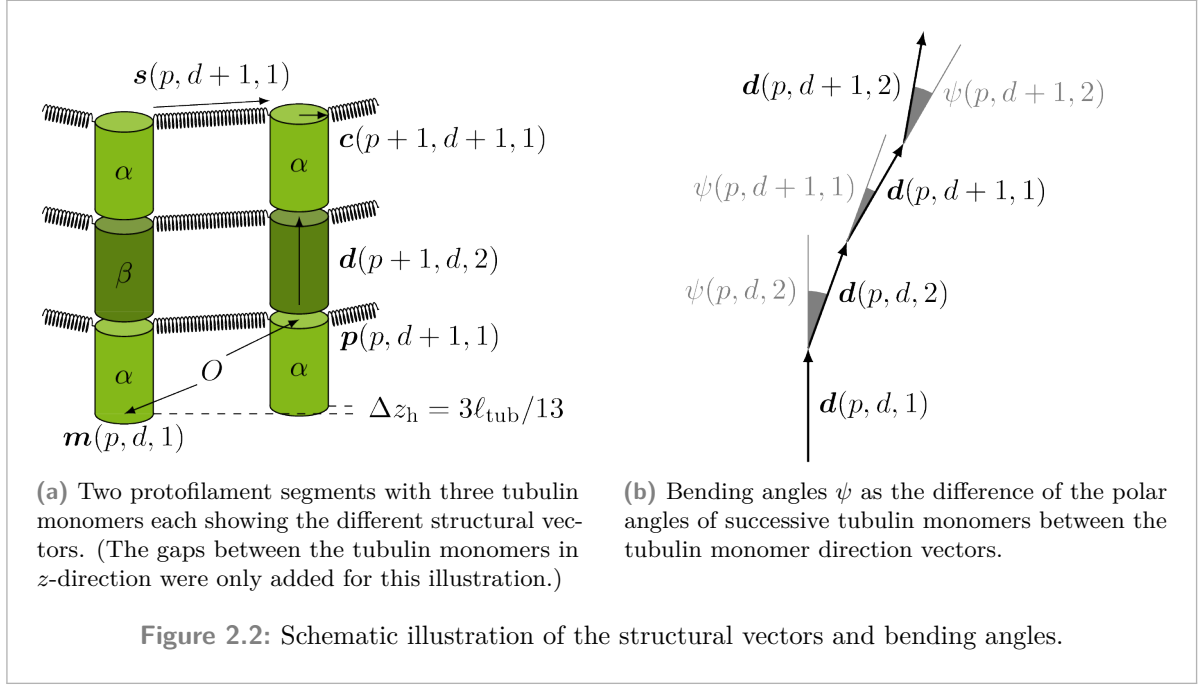 s(p, d + 1, 1)
c(p + 1, d + 1, 1)
α
α
d(p + 1, d, 2)
β
p(p, d + 1, 1)
O
α
α
Δz_h = 3ℓ_tub/13
m(p, d, 1)
(a) Two protofilament segments with three tubulin
monomers each showing the different structural vec-
tors. (The gaps between the tubulin monomers in
z-direction were only added for this illustration.)
d(p, d + 1, 2)
ψ(p, d + 1, 2)
ψ(p, d + 1, 1)
d(p, d + 1, 1)
ψ(p, d, 2)
d(p, d, 2)
d(p, d, 1)
(b) Bending angles ψ as the difference of the polar
angles of successive tubulin monomers between the
tubulin monomer direction vectors.
Figure 2.2: Schematic illustration of the structural vectors and bending angles.